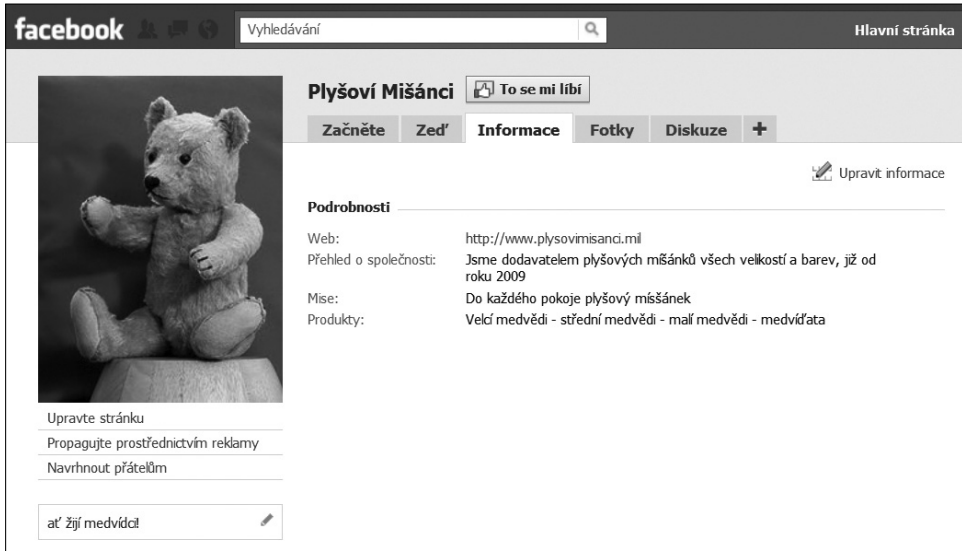 facebook
Vyhledávání
Hlavní stránka
Plyšoví Mišánci
To se mi líbí
Začněte
Zeď
Informace
Fotky
Diskuze
+
Upravit informace
Podrobnosti
Web: http://www.plysovimisanci.mil
Přehled o společnosti: Jsme dodavatelem plyšových míšánků všech velikostí a barev, již od
roku 2009
Mise: Do každého pokoje plyšový mísšánek
Produkty: Velcí medvědi - střední medvědi - malí medvědi - medvíďata
Upravte stránku
Propagujte prostřednictvím reklamy
Navrhnout přátelům
ať žijí medvídci!